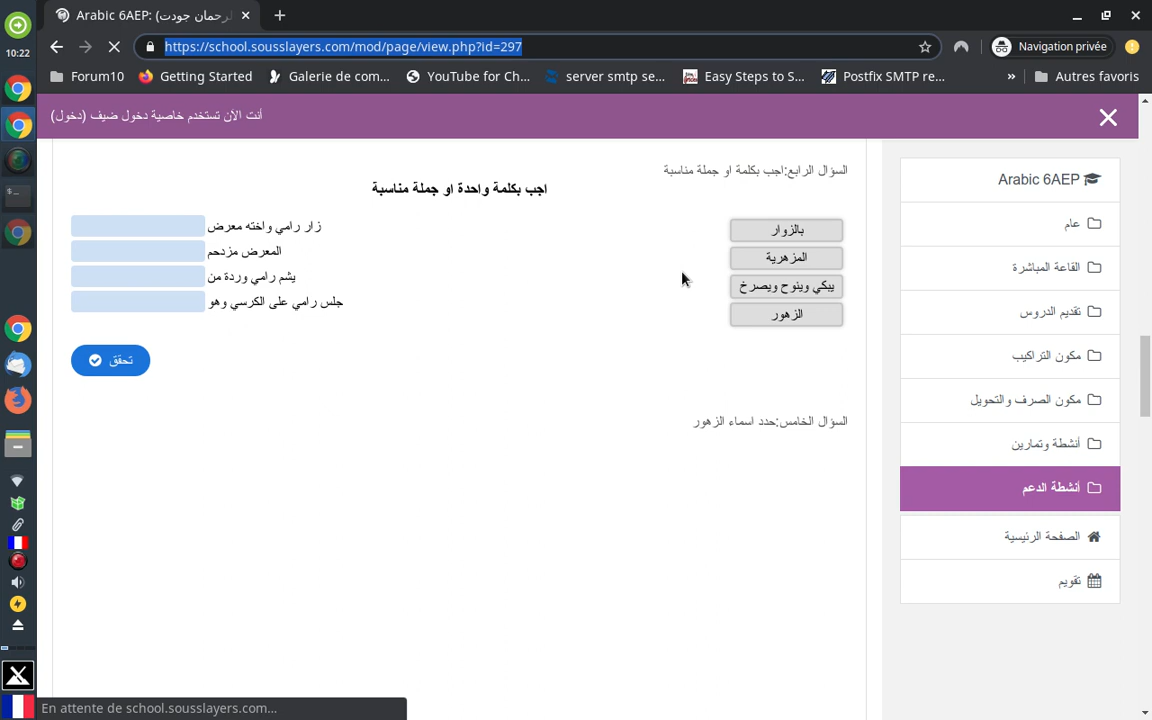 10:22
Arabic 6AEP: (رحمان جودت
https://school.sousslayers.com/mod/page/view.php?id=297
Navigation privée
Forum10
Getting Started
Galerie de com...
YouTube for Ch...
server smtp se...
Easy Steps to S...
Postfix SMTP re...
»
Autres favoris
أنت الآن تستخدم خاصية دخول ضيف (دخول)
السؤال الرابع:اجب بكلمة او جملة مناسبة
اجب بكلمة واحدة او جملة مناسبة
بالزوار
المزهرية
يبكي وينوح ويصرخ
الزهور
زار رامي واخته معرض
المعرض مزدحم
يشم رامي وردة من
جلس رامي على الكرسي وهو
تحقق
السؤال الخامس:حدد اسماء الزهور
Arabic 6AEP
عام
القاعة المباشرة
تقديم الدروس
مكون التراكيب
مكون الصرف والتحويل
أنشطة وتمارين
أنشطة الدعم
الصفحة الرئيسية
تقويم
En attente de school.sousslayers.com...